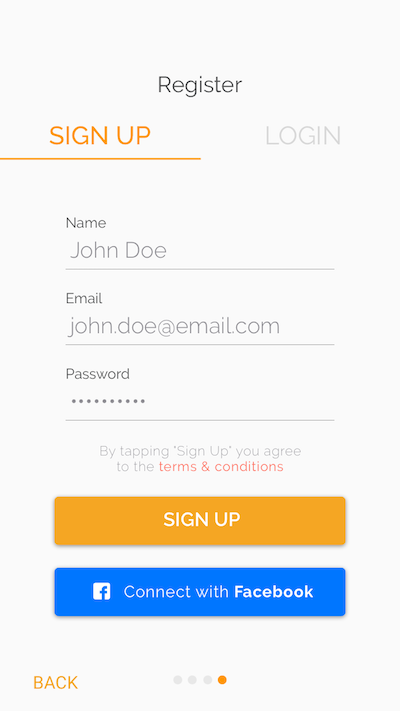 Register
SIGN UP
LOGIN
Name
John Doe
Email
john.doe@email.com
Password
••••••••••
By tapping "Sign Up" you agree
to the terms & conditions
SIGN UP
Connect with Facebook
BACK